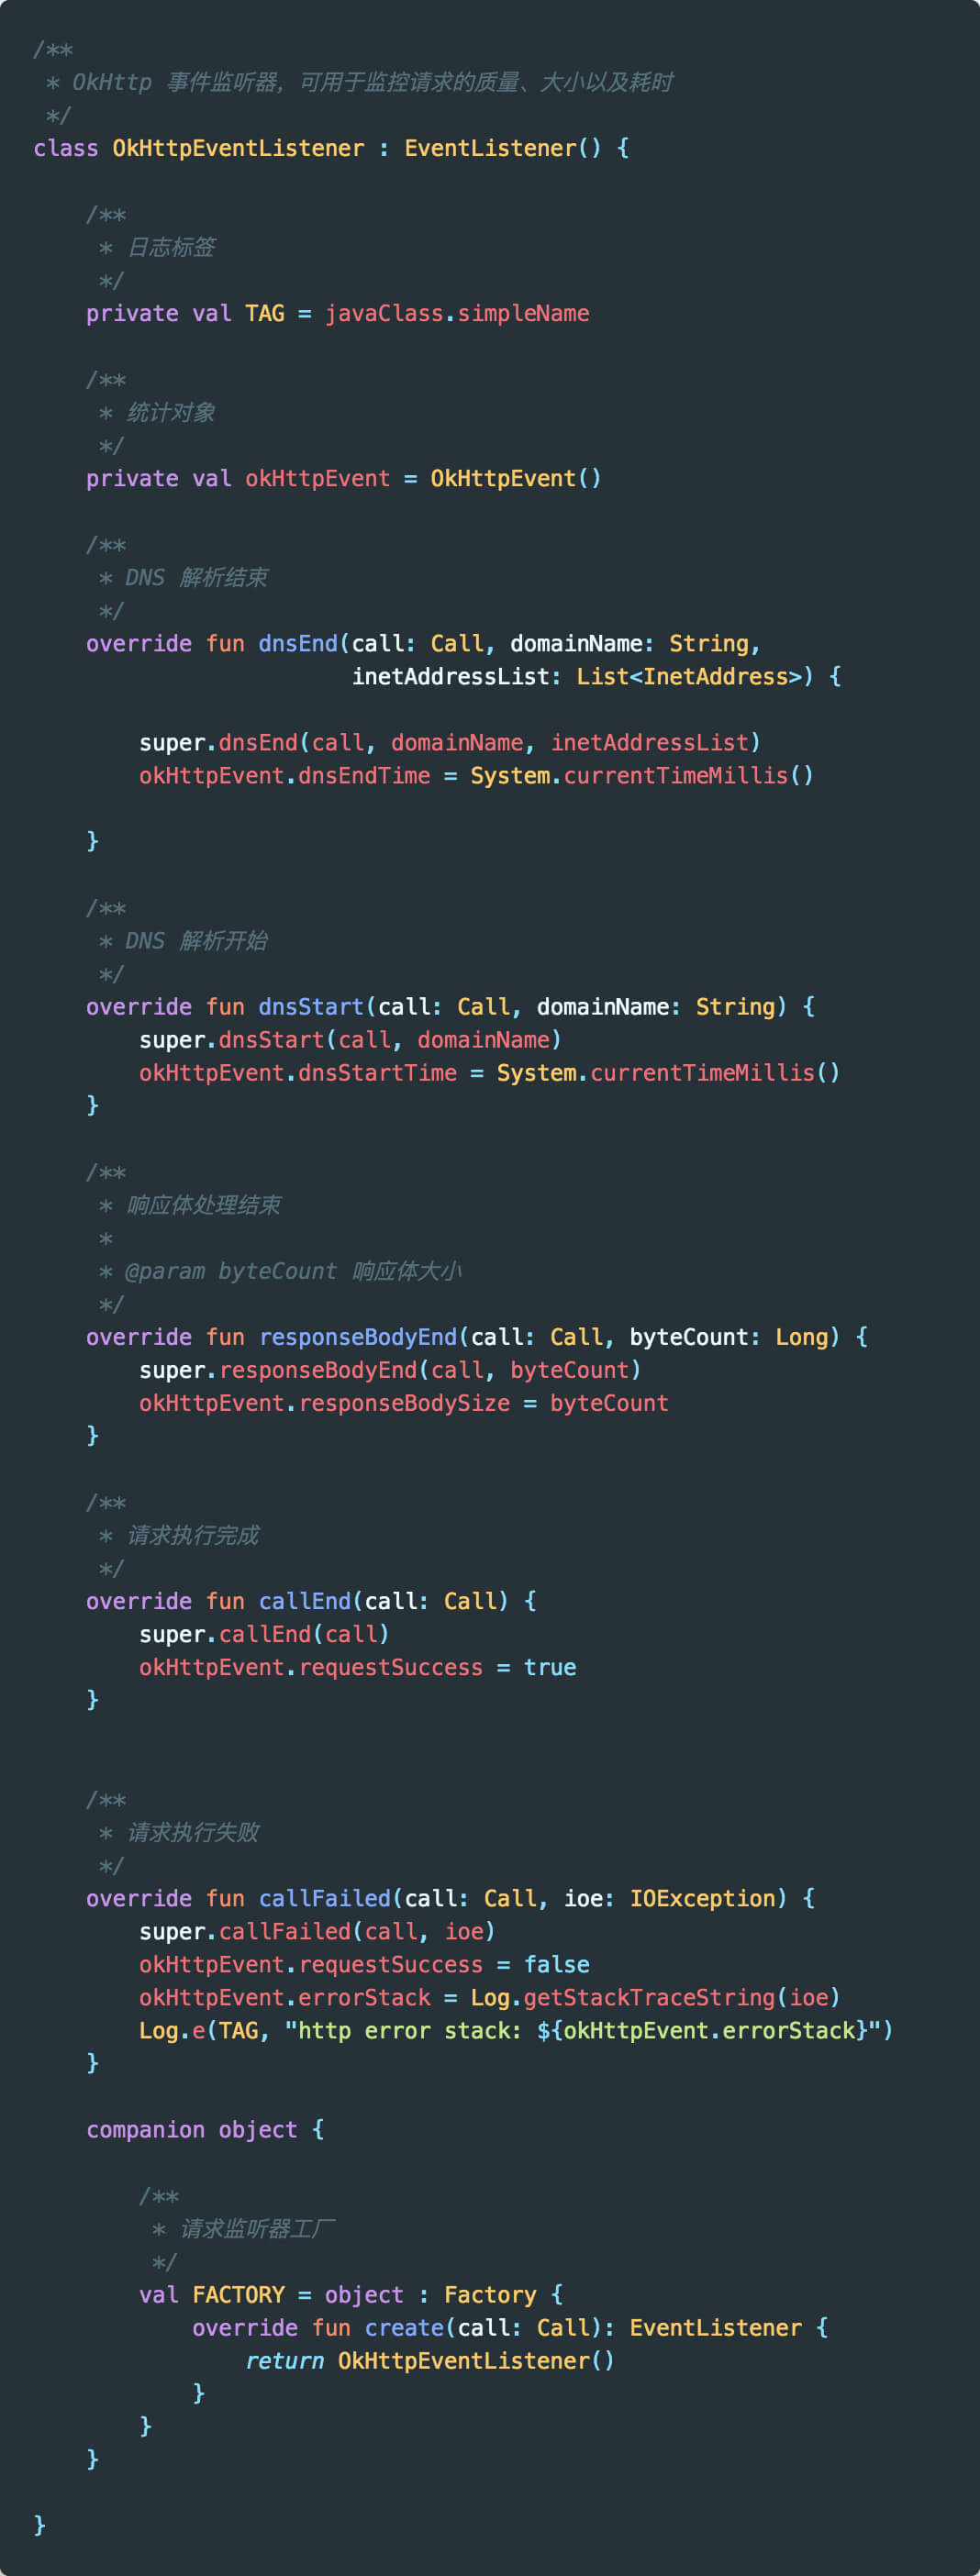 /**
 * OkHttp 事件监听器，可用于监控请求的质量、大小以及耗时
 */
class OkHttpEventListener : EventListener() {

    /**
     * 日志标签
     */
    private val TAG = javaClass.simpleName

    /**
     * 统计对象
     */
    private val okHttpEvent = OkHttpEvent()

    /**
     * DNS 解析结束
     */
    override fun dnsEnd(call: Call, domainName: String,
                        inetAddressList: List<InetAddress>) {

        super.dnsEnd(call, domainName, inetAddressList)
        okHttpEvent.dnsEndTime = System.currentTimeMillis()

    }

    /**
     * DNS 解析开始
     */
    override fun dnsStart(call: Call, domainName: String) {
        super.dnsStart(call, domainName)
        okHttpEvent.dnsStartTime = System.currentTimeMillis()
    }

    /**
     * 响应体处理结束
     *
     * @param byteCount 响应体大小
     */
    override fun responseBodyEnd(call: Call, byteCount: Long) {
        super.responseBodyEnd(call, byteCount)
        okHttpEvent.responseBodySize = byteCount
    }

    /**
     * 请求执行完成
     */
    override fun callEnd(call: Call) {
        super.callEnd(call)
        okHttpEvent.requestSuccess = true
    }


    /**
     * 请求执行失败
     */
    override fun callFailed(call: Call, ioe: IOException) {
        super.callFailed(call, ioe)
        okHttpEvent.requestSuccess = false
        okHttpEvent.errorStack = Log.getStackTraceString(ioe)
        Log.e(TAG, "http error stack: ${okHttpEvent.errorStack}")
    }

    companion object {

        /**
         * 请求监听器工厂
         */
        val FACTORY = object : Factory {
            override fun create(call: Call): EventListener {
                return OkHttpEventListener()
            }
        }
    }

}